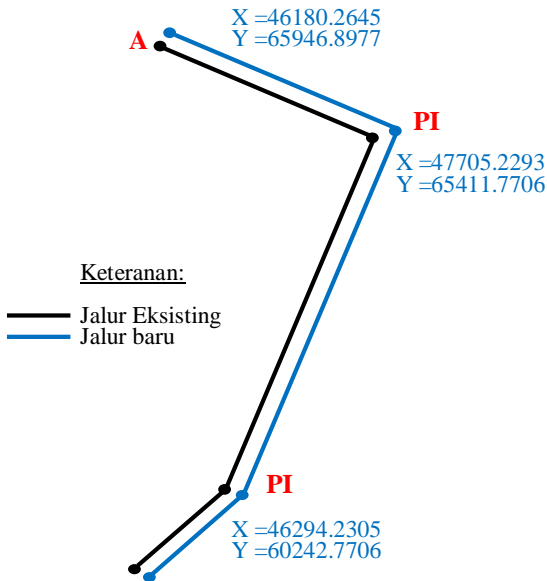 X =46180.2645
Y =65946.8977
A
PI
X =47705.2293
Y =65411.7706
Keteranan:
Jalur Eksisting
Jalur baru
PI
X =46294.2305
Y =60242.7706